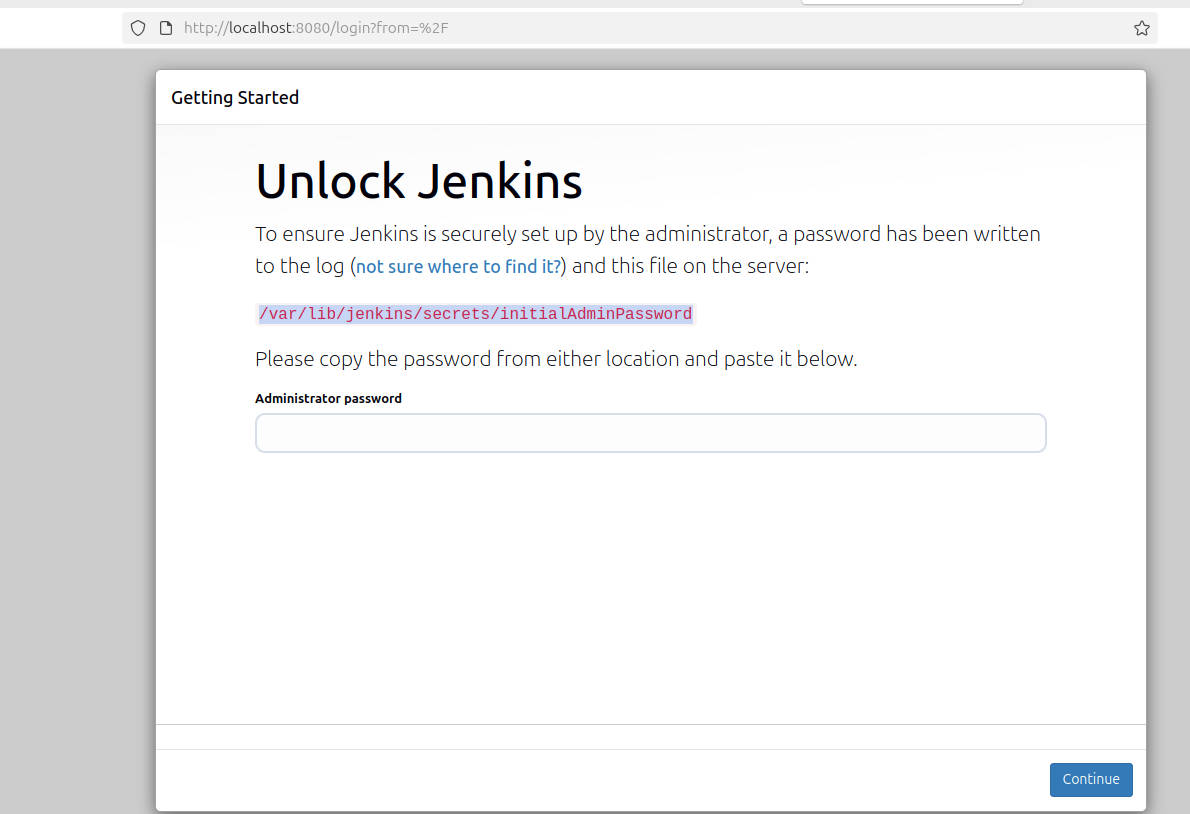 http://localhost:8080/login?from=%2F
Getting Started
Unlock Jenkins
To ensure Jenkins is securely set up by the administrator, a password has been written
to the log (not sure where to find it?) and this file on the server:
/var/lib/jenkins/secrets/initialAdminPassword
Please copy the password from either location and paste it below.
Administrator password
Continue